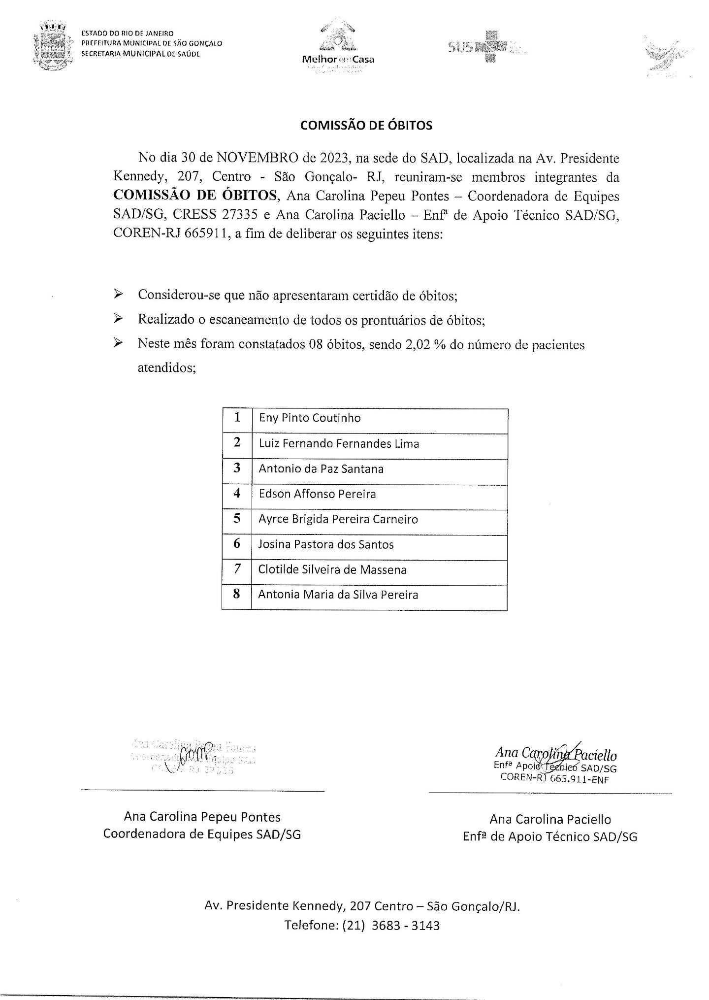 ESTADO DO RIO DE JANEIRO
PREFEITURA MUNICIPAL DE SÃO GONÇALO
SECRETARIA MUNICIPAL DE SAÚDE
Melhor em Casa
SUS
COMISSÃO DE ÓBITOS
No dia 30 de NOVEMBRO de 2023, na sede do SAD, localizada na Av. Presidente
Kennedy, 207, Centro - São Gonçalo- RJ, reuniram-se membros integrantes da
COMISSÃO DE ÓBITOS, Ana Carolina Pepeu Pontes – Coordenadora de Equipes
SAD/SG, CRESS 27335 e Ana Carolina Paciello – Enfª de Apoio Técnico SAD/SG,
COREN-RJ 665911, a fim de deliberar os seguintes itens:
➢ Considerou-se que não apresentaram certidão de óbitos;
➢ Realizado o escaneamento de todos os prontuários de óbitos;
➢ Neste mês foram constatados 08 óbitos, sendo 2,02 % do número de pacientes
atendidos;
1 Eny Pinto Coutinho
2 Luiz Fernando Fernandes Lima
3 Antonio da Paz Santana
4 Edson Affonso Pereira
5 Ayrce Brigida Pereira Carneiro
6 Josina Pastora dos Santos
7 Clotilde Silveira de Massena
8 Antonia Maria da Silva Pereira
Ana Carolina Pepeu Pontes
RJ 27335
Ana Carolina Paciello
Enfª Apoio Técnico SAD/SG
COREN-RJ 665.911-ENF
Ana Carolina Pepeu Pontes
Coordenadora de Equipes SAD/SG
Ana Carolina Paciello
Enfª de Apoio Técnico SAD/SG
Av. Presidente Kennedy, 207 Centro – São Gonçalo/RJ.
Telefone: (21) 3683 - 3143